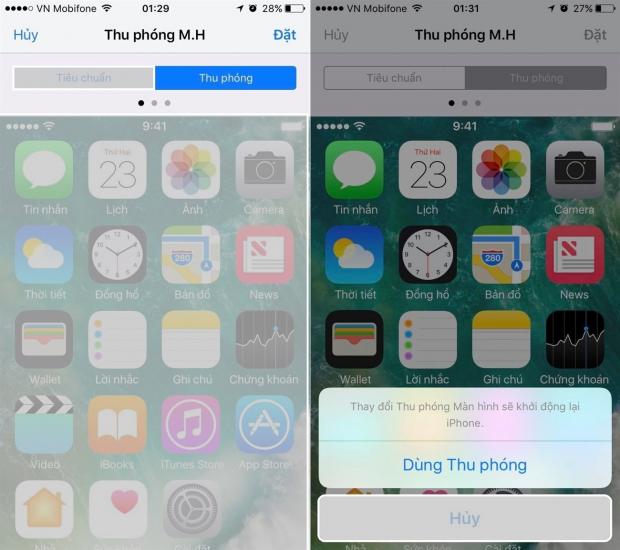 VN Mobifone 01:29 28%
Hủy Thu phóng M.H Đặt
Tiêu chuẩn Thu phóng
9:41
Tin nhắn Thứ Hai 23 Lịch Ảnh Camera
Thời tiết Đồng hồ 280 Bản đồ News
Wallet Lời nhắc Ghi chú Chứng khoán
Video iBooks iTunes Store App Store
Nhà Sức khỏe Cài đặt
VN Mobifone 01:31 27%
Hủy Thu phóng M.H Đặt
Tiêu chuẩn Thu phóng
9:41
Tin nhắn Thứ Hai 23 Lịch Ảnh Camera
Thời tiết Đồng hồ 280 Bản đồ News
Wallet Lời nhắc Ghi chú Chứng khoán
Thay đổi Thu phóng Màn hình sẽ khởi động lại
iPhone.
Dùng Thu phóng
Hủy